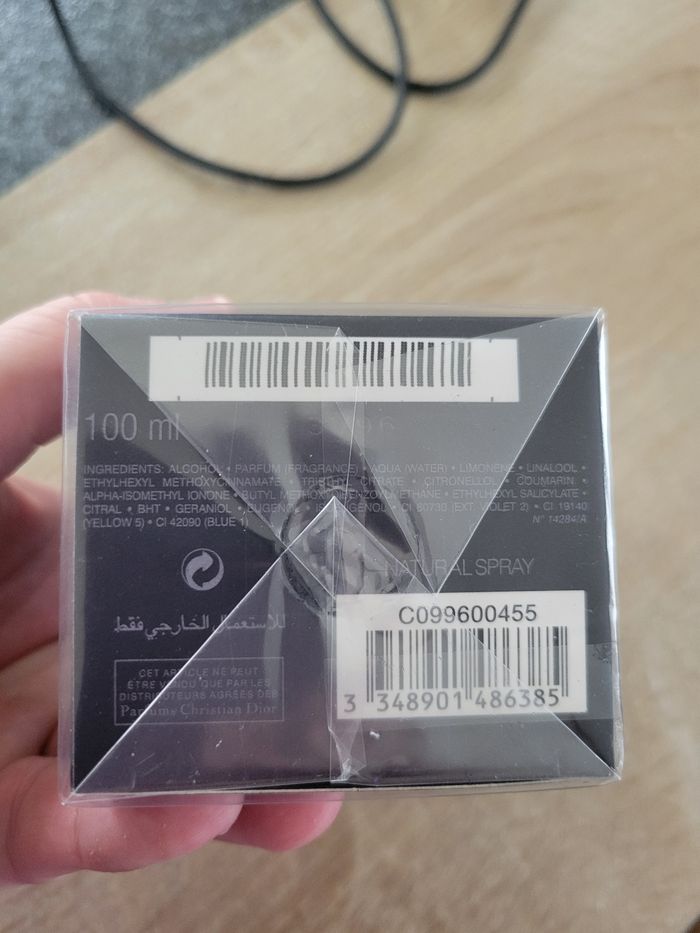 100 ml
INGREDIENTS: ALCOHOL • PARFUM (FRAGRANCE) • AQUA (WATER) • LIMONENE • LINALOOL •
ETHYLHEXYL METHOXYCINNAMATE • CITRATE • CITRONELLOL • COUMARIN •
ALPHA-ISOMETHYL IONONE • BUTYL METHOXYDIBENZOYLMETHANE • ETHYLHEXYL SALICYLATE •
CITRAL • BHT • GERANIOL • EUGENOL • ISOEUGENOL • CI 60730 (EXT. VIOLET 2) • CI 19140
(YELLOW 5) • CI 42090 (BLUE 1)
N° 14284/A
NATURAL SPRAY
للاستعمال الخارجي فقط
CET ARTICLE NE PEUT
ÊTRE VENDU QUE PAR LES
DISTRIBUTEURS AGRÉÉS DES
Parfums Christian Dior
C099600455
3 348901 486385